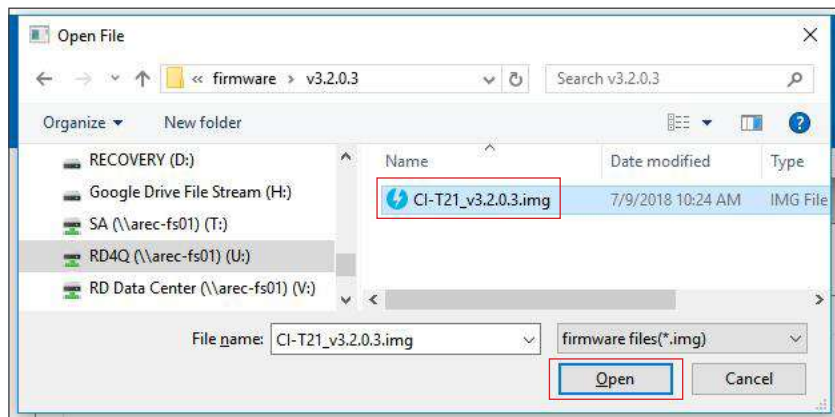 Open File
« firmware > v3.2.0.3
Search v3.2.0.3
Organize
New folder
RECOVERY (D:)
Google Drive File Stream (H:)
SA (\\arec-fs01) (T:)
RD4Q (\\arec-fs01) (U:)
RD Data Center (\\arec-fs01) (V:)
Name Date modified Type
CI-T21_v3.2.0.3.img 7/9/2018 10:24 AM IMG File
File name: CI-T21_v3.2.0.3.img
firmware files(*.img)
Open Cancel